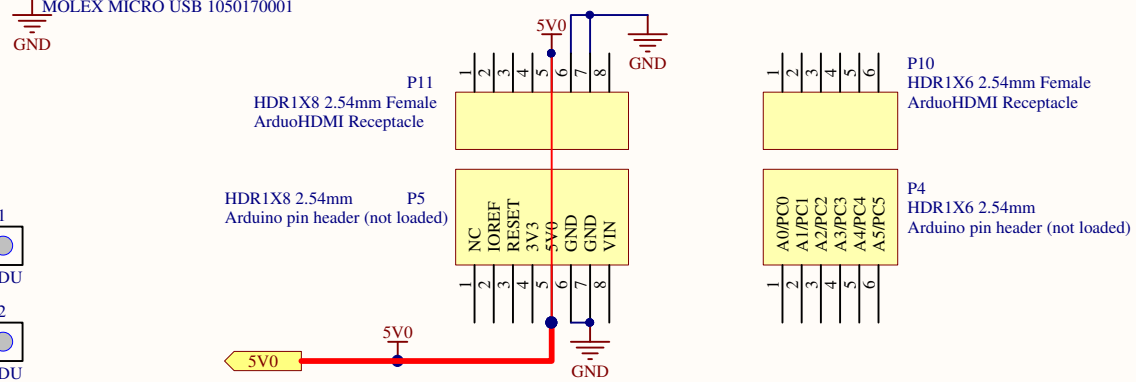 MOLEX MICRO USB 1050170001
GND
5V0
GND
1 2 3 4 5 6 7 8
P11
HDR1X8 2.54mm Female
ArduoHDMI Receptacle
1 2 3 4 5 6
P10
HDR1X6 2.54mm Female
ArduoHDMI Receptacle
HDR1X8 2.54mm P5
Arduino pin header (not loaded)
NC
IOREF
RESET
3V3
5V0
GND
GND
VIN
1 2 3 4 5 6 7 8
A0/PC0
A1/PC1
A2/PC2
A3/PC3
A4/PC4
A5/PC5
1 2 3 4 5 6
P4
HDR1X6 2.54mm
Arduino pin header (not loaded)
1
DU
2
DU
5V0
5V0
GND